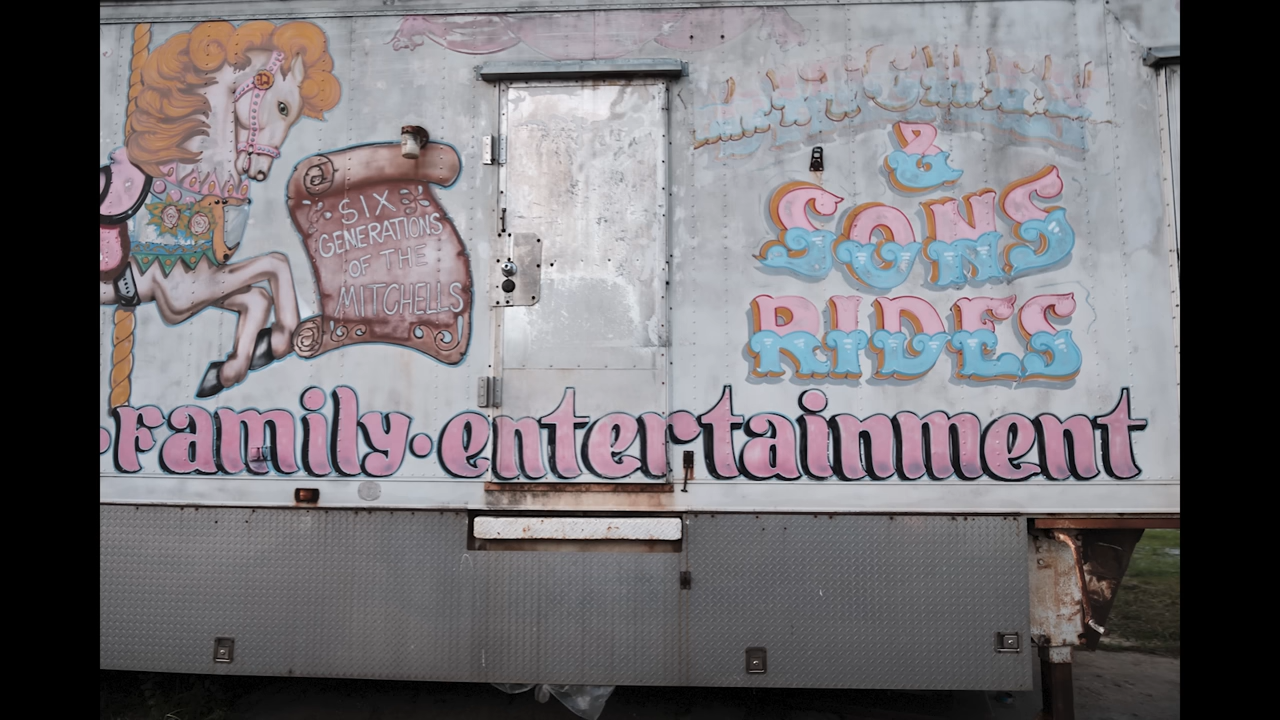 SIX
GENERATIONS
OF THE
MITCHELLS
&
SONS
RIDES
·Family·entertainment